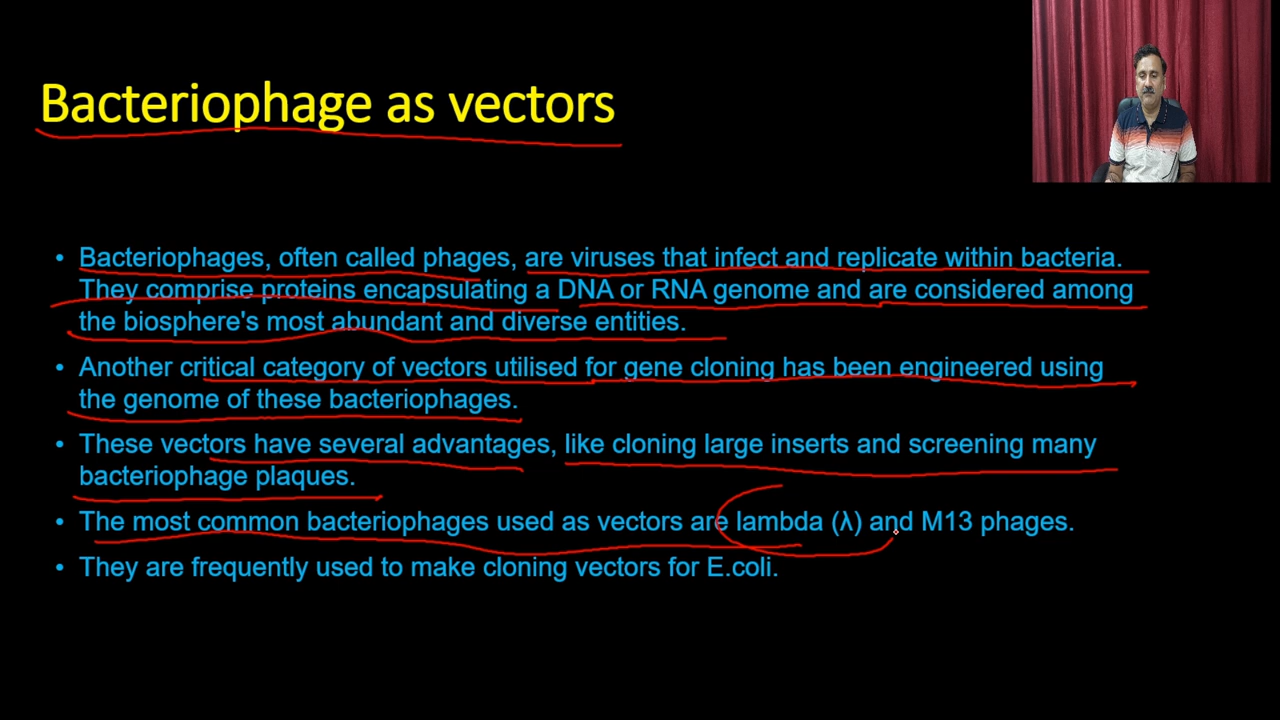 Bacteriophage as vectors
• Bacteriophages, often called phages, are viruses that infect and replicate within bacteria.
They comprise proteins encapsulating a DNA or RNA genome and are considered among
the biosphere's most abundant and diverse entities.
• Another critical category of vectors utilised for gene cloning has been engineered using
the genome of these bacteriophages.
• These vectors have several advantages, like cloning large inserts and screening many
bacteriophage plaques.
• The most common bacteriophages used as vectors are lambda (λ) and M13 phages.
• They are frequently used to make cloning vectors for E.coli.